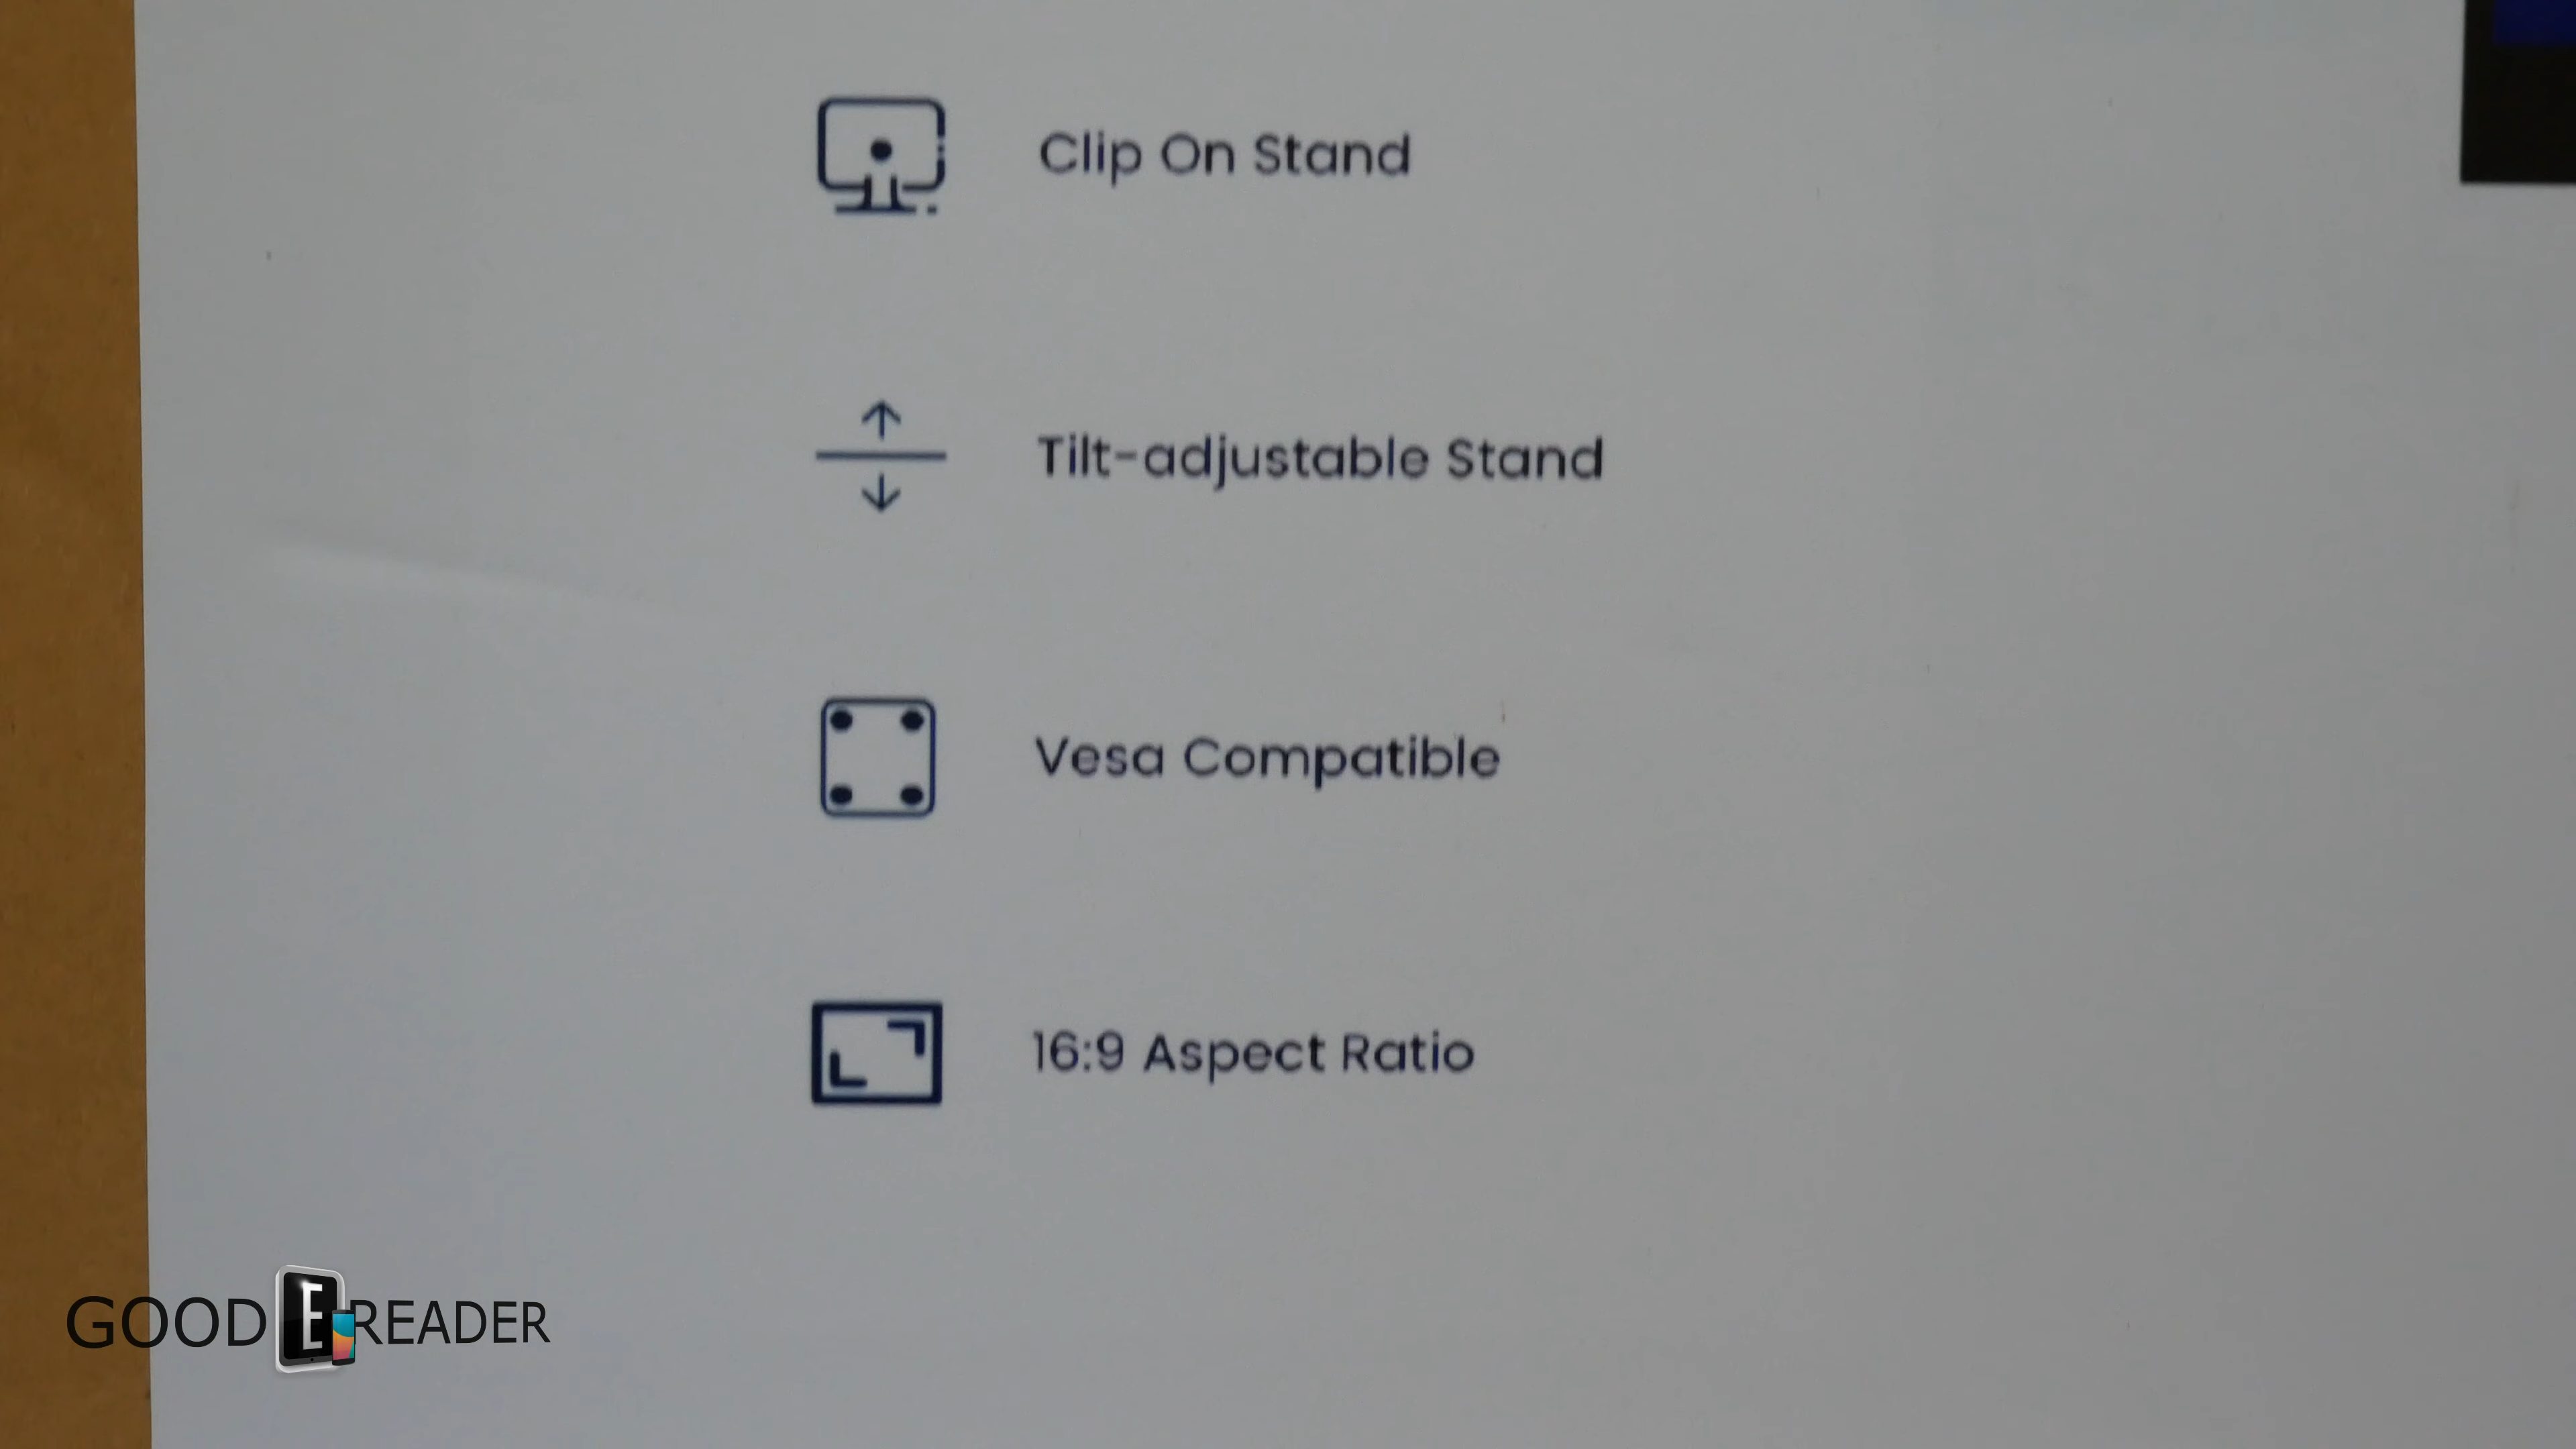 Clip On Stand
Tilt-adjustable Stand
Vesa Compatible
16:9 Aspect Ratio
GOOD E READER